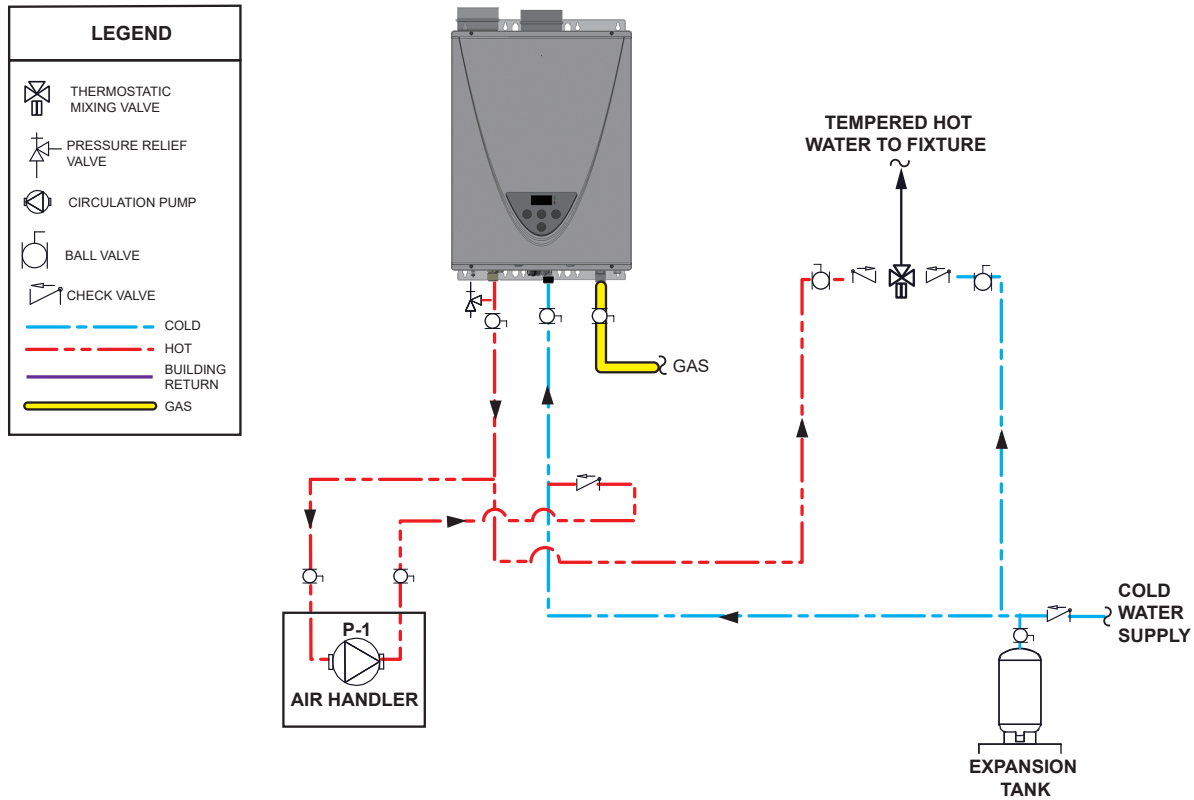 LEGEND
THERMOSTATIC
MIXING VALVE
PRESSURE RELIEF
VALVE
CIRCULATION PUMP
BALL VALVE
CHECK VALVE
COLD
HOT
BUILDING
RETURN
GAS
TEMPERED HOT
WATER TO FIXTURE
GAS
P-1
AIR HANDLER
COLD
WATER
SUPPLY
EXPANSION
TANK